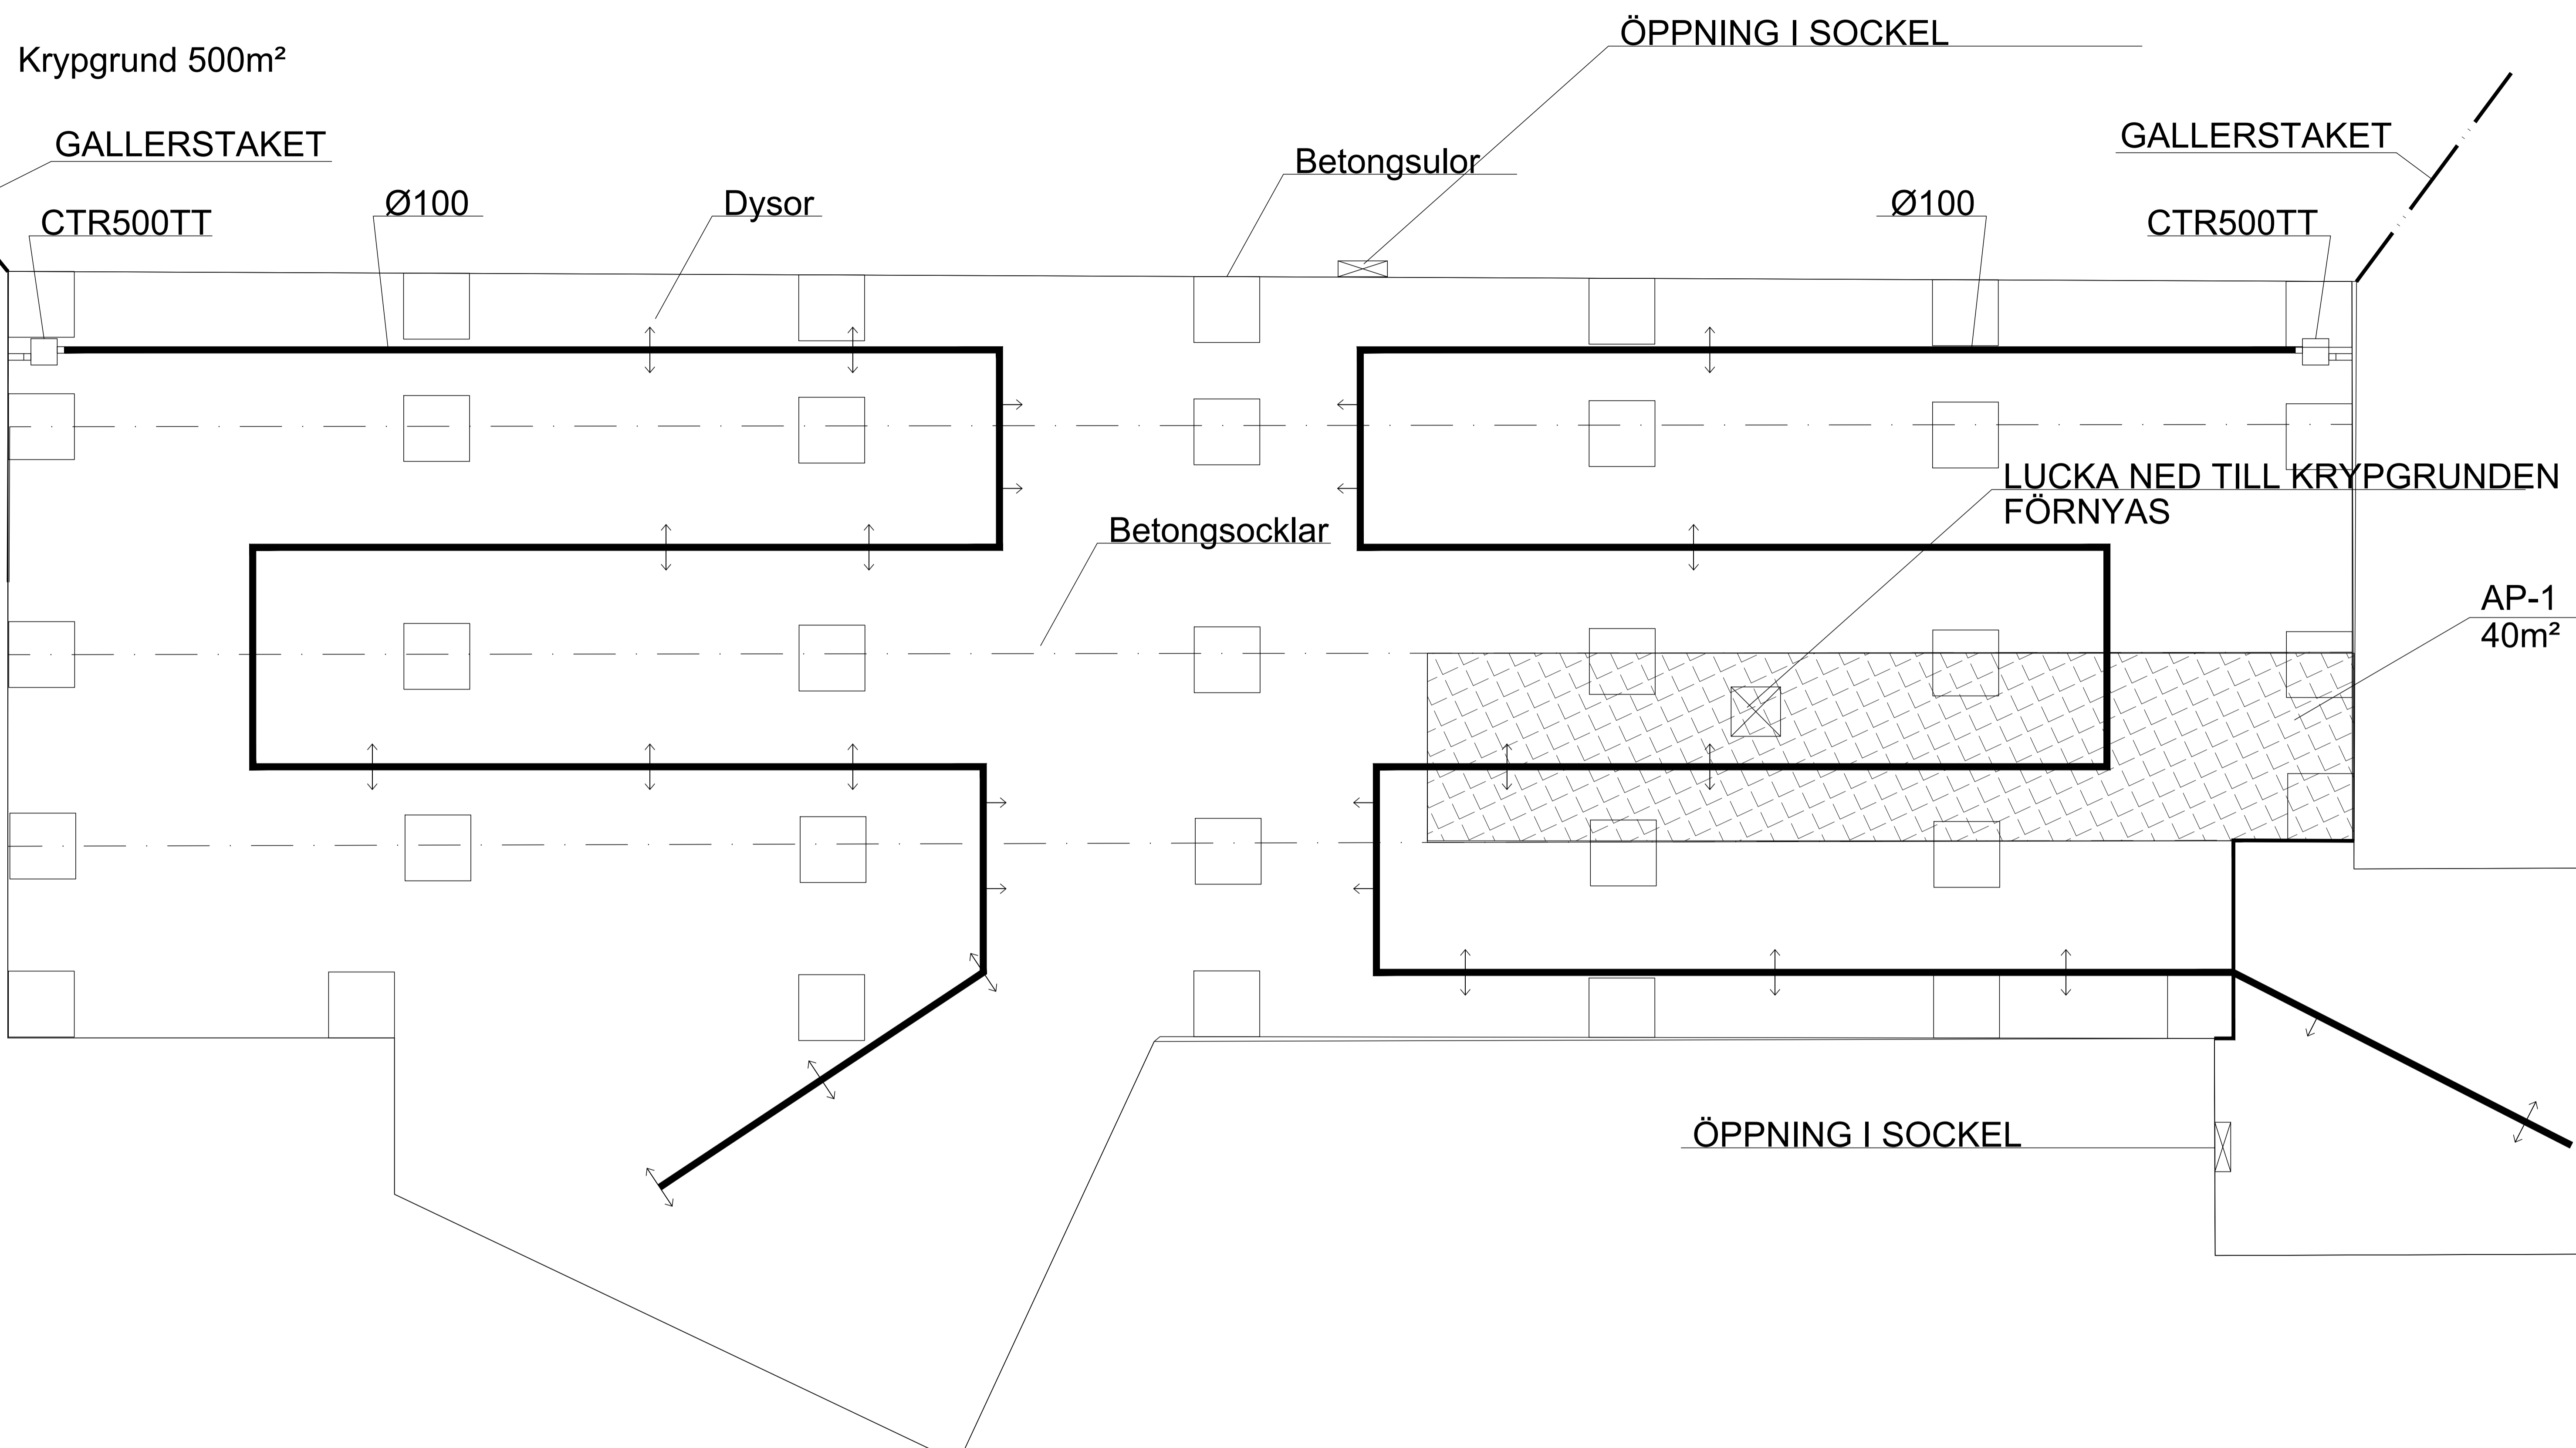 ÖPPNING I SOCKEL
Krypgrund 500m²
GALLERSTAKET
GALLERSTAKET
Betongsulor
CTR500TT
Ø100
Dysor
Ø100
CTR500TT
LUCKA NED TILL KRYPGRUNDEN
FÖRNYAS
Betongsocklar
AP-1
40m²
ÖPPNING I SOCKEL